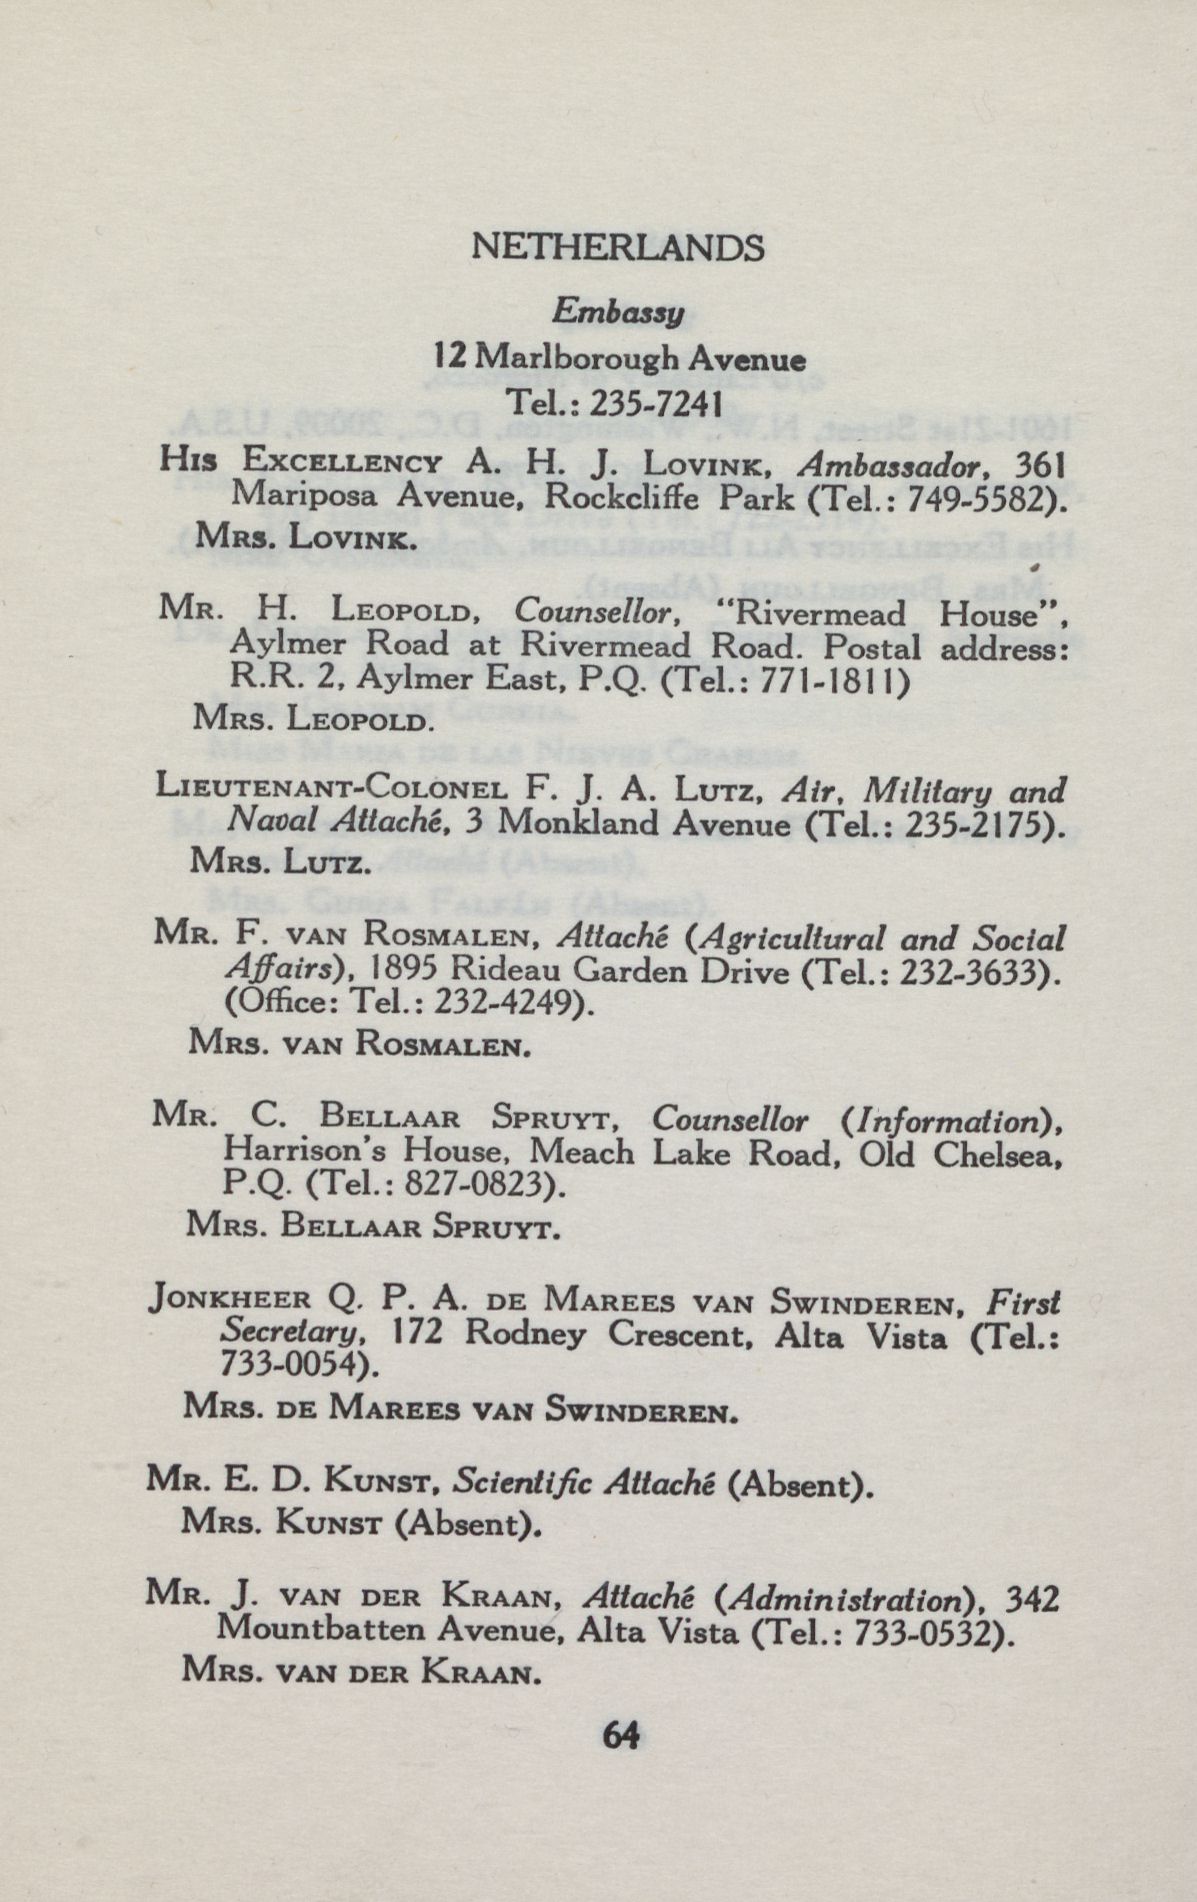 NETHERLANDS
Embassy
12 Marlborough Avenue
Tel.: 235-7241
HIS EXCELLENCY A. H. J. LOVINK, Ambassador, 361
Mariposa Avenue, Rockcliffe Park (Tel.: 749-5582).
MRS. LOVINK.
MR. H. LEOPOLD, Counsellor, “Rivermead House”,
Aylmer Road at Rivermead Road. Postal address:
R.R. 2, Aylmer East, P.Q. (Tel.: 771-1811)
MRS. LEOPOLD.
LIEUTENANT-COLONEL F. J. A. LUTZ, Air, Military and
Naval Attaché, 3 Monkland Avenue (Tel.: 235-2175).
MRS. LUTZ.
MR. F. VAN ROSMALEN, Attaché (Agricultural and Social
Affairs), 1895 Rideau Garden Drive (Tel.: 232-3633).
(Office: Tel.: 232-4249).
MRS. VAN ROSMALEN.
MR. C. BELLAAR SPRUYT, Counsellor (Information),
Harrison's House, Meach Lake Road, Old Chelsea,
P.Q. (Tel.: 827-0823).
MRS. BELLAAR SPRUYT.
JONKHEER Q. P. A. DE MAREES VAN SWINDEREN, First
Secretary, 172 Rodney Crescent, Alta Vista (Tel.:
733-0054).
MRS. DE MAREES VAN SWINDEREN.
MR. E. D. KUNST, Scientific Attaché (Absent).
MRS. KUNST (Absent).
MR. J. VAN DER KRAAN, Attaché (Administration), 342
Mountbatten Avenue, Alta Vista (Tel.: 733-0532).
MRS. VAN DER KRAAN.
64